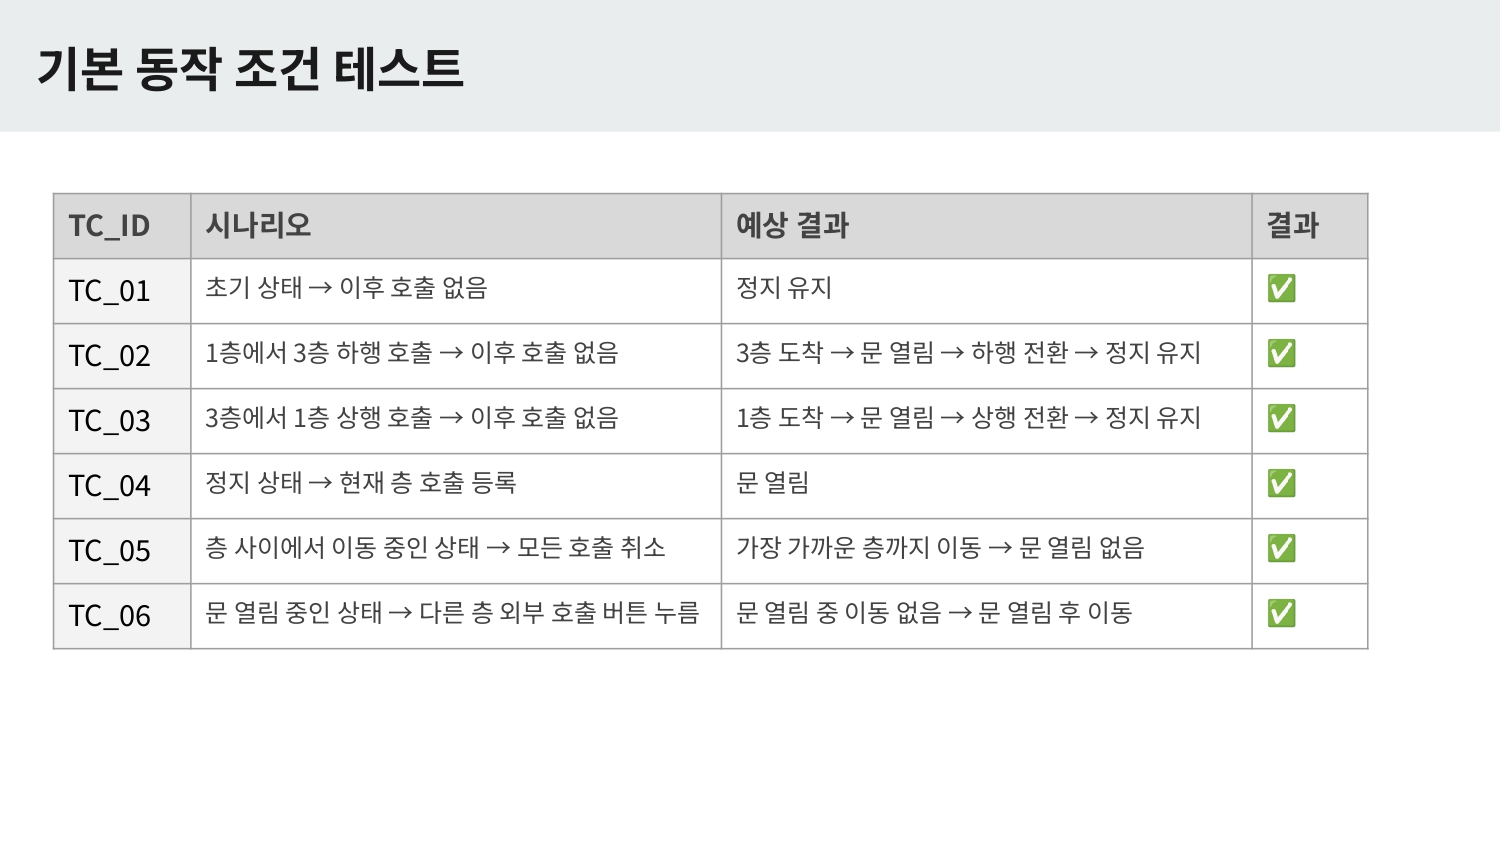 기본 동작 조건 테스트
TC_ID 시나리오 예상 결과 결과
TC_01 초기 상태 → 이후 호출 없음 정지 유지 ✅
TC_02 1층에서 3층 하행 호출 → 이후 호출 없음 3층 도착 → 문 열림 → 하행 전환 → 정지 유지 ✅
TC_03 3층에서 1층 상행 호출 → 이후 호출 없음 1층 도착 → 문 열림 → 상행 전환 → 정지 유지 ✅
TC_04 정지 상태 → 현재 층 호출 등록 문 열림 ✅
TC_05 층 사이에서 이동 중인 상태 → 모든 호출 취소 가장 가까운 층까지 이동 → 문 열림 없음 ✅
TC_06 문 열림 중인 상태 → 다른 층 외부 호출 버튼 누름 문 열림 중 이동 없음 → 문 열림 후 이동 ✅